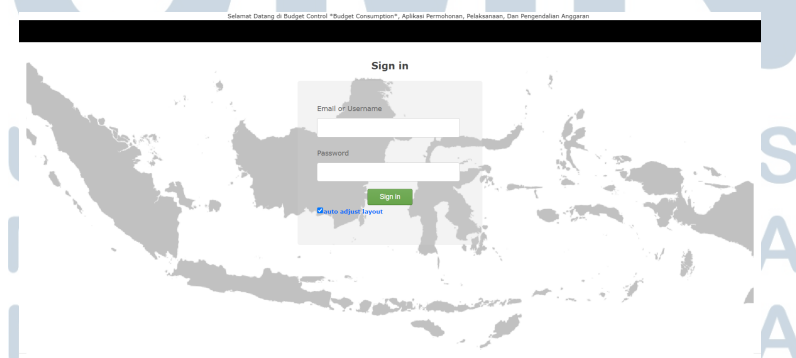 Selamat Datang di Budget Control "Budget Consumption", Aplikasi Permohonan, Pelaksanaan, Dan Pengendalian Anggaran
Sign in
Email or Username
Password
Sign in
auto adjust layout